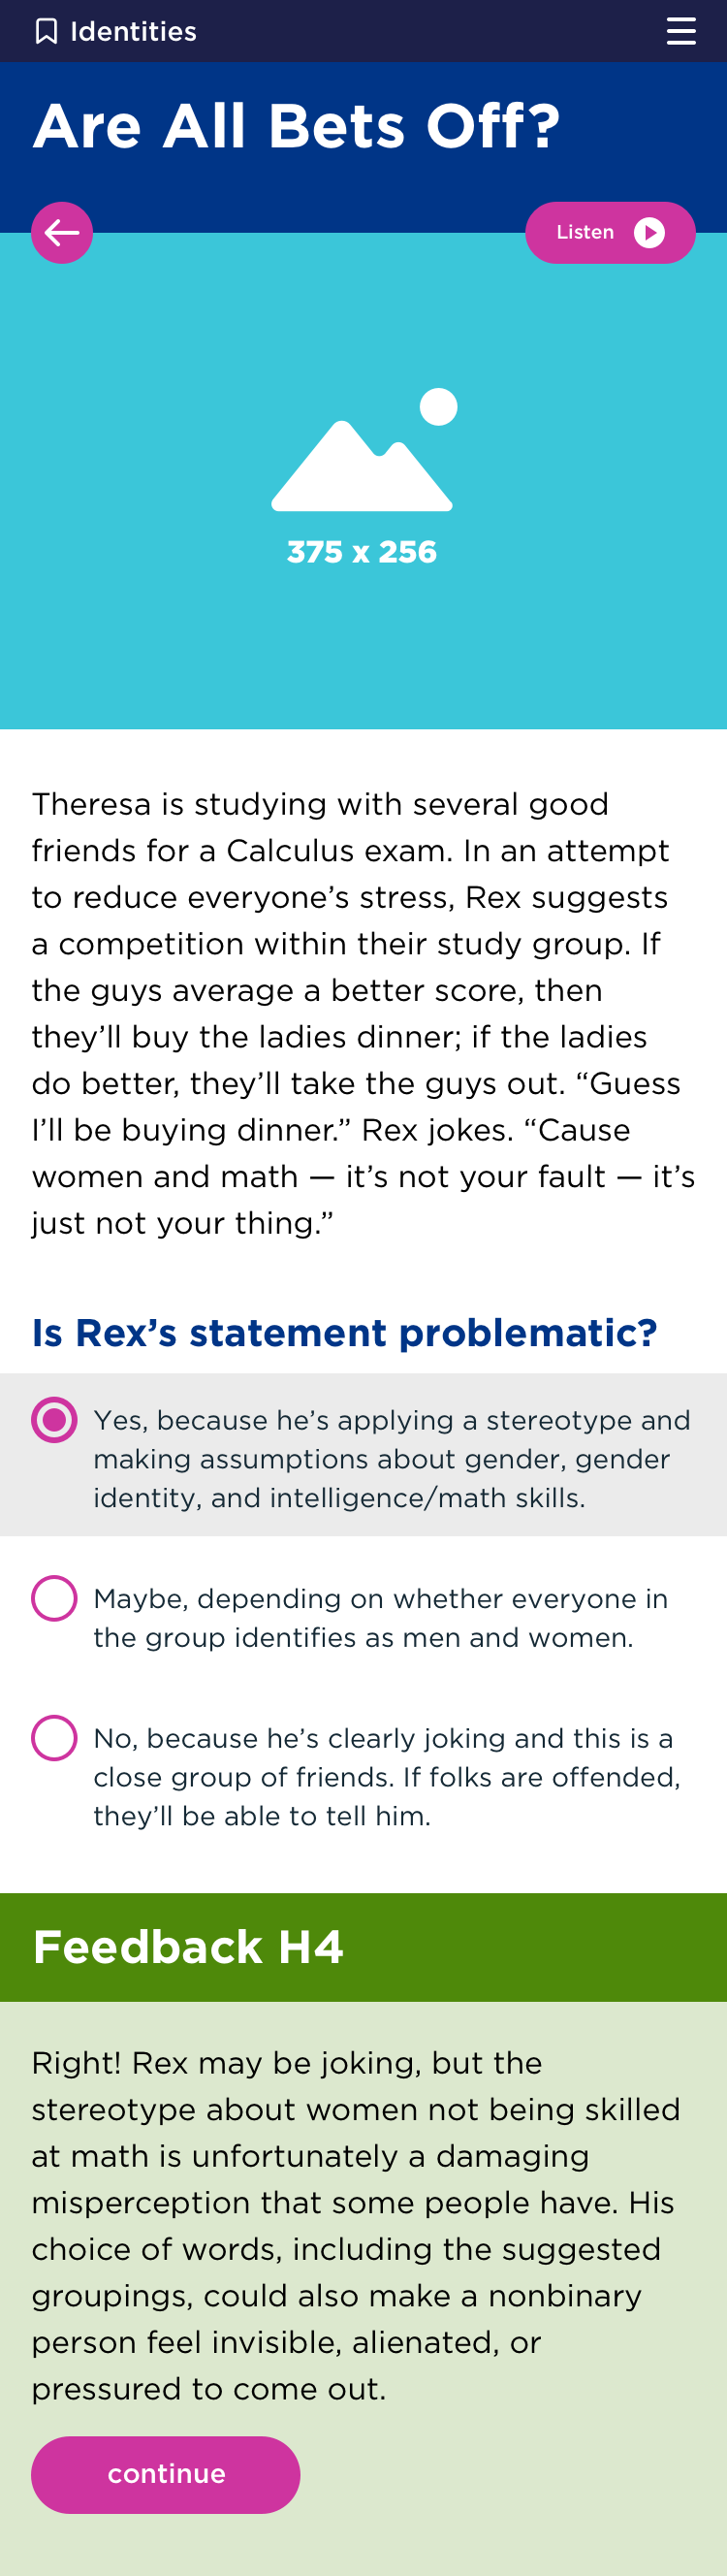 Identities
Are All Bets Off?
Listen
375 x 256
Theresa is studying with several good
friends for a Calculus exam. In an attempt
to reduce everyone’s stress, Rex suggests
a competition within their study group. If
the guys average a better score, then
they’ll buy the ladies dinner; if the ladies
do better, they’ll take the guys out. “Guess
I’ll be buying dinner.” Rex jokes. “Cause
women and math — it’s not your fault — it’s
just not your thing.”
Is Rex’s statement problematic?
Yes, because he’s applying a stereotype and
making assumptions about gender, gender
identity, and intelligence/math skills.
Maybe, depending on whether everyone in
the group identifies as men and women.
No, because he’s clearly joking and this is a
close group of friends. If folks are offended,
they’ll be able to tell him.
Feedback H4
Right! Rex may be joking, but the
stereotype about women not being skilled
at math is unfortunately a damaging
misperception that some people have. His
choice of words, including the suggested
groupings, could also make a nonbinary
person feel invisible, alienated, or
pressured to come out.
continue